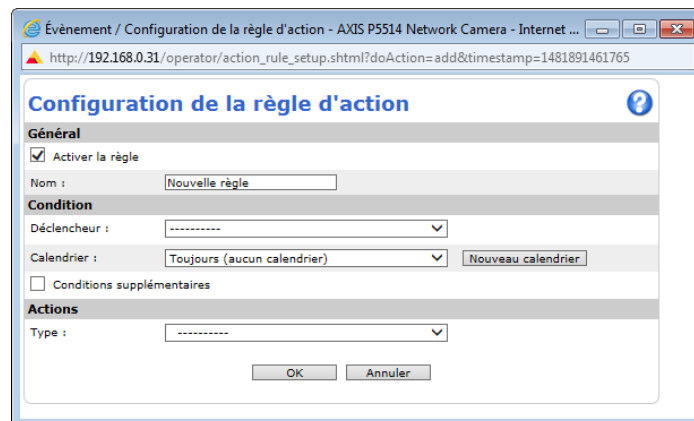 Évènement / Configuration de la règle d'action - AXIS P5514 Network Camera - Internet ...
http://192.168.0.31/operator/action_rule_setup.shtml?doAction=add&timestamp=1481891461765
Configuration de la règle d'action
?
Général
Activer la règle
Nom : Nouvelle règle
Condition
Déclencheur : ----------
Calendrier : Toujours (aucun calendrier) Nouveau calendrier
Conditions supplémentaires
Actions
Type : ----------
OK Annuler